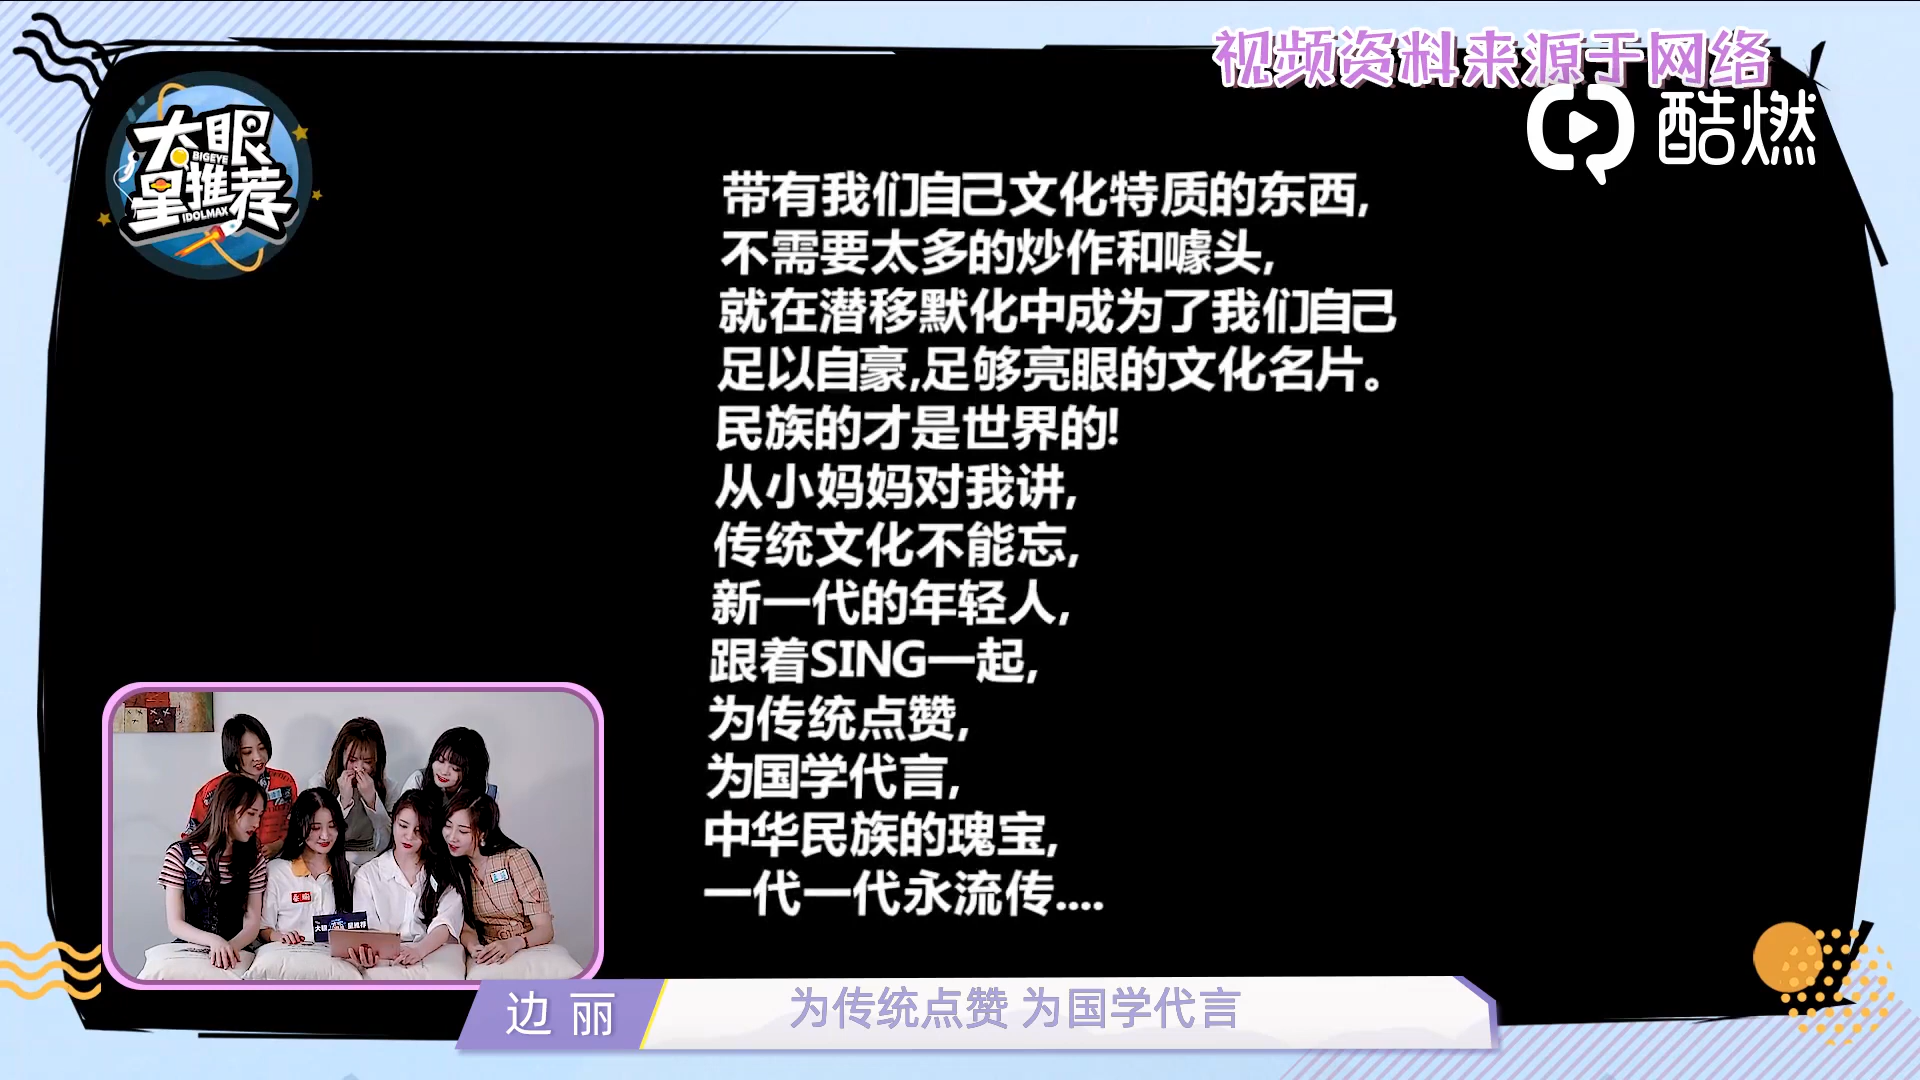 视频资料来源于网络
酷燃
大眼
BIGEYE
星推荐
IDOLMAX
带有我们自己文化特质的东西,
不需要太多的炒作和噱头,
就在潜移默化中成为了我们自己
足以自豪,足够亮眼的文化名片。
民族的才是世界的!
从小妈妈对我讲,
传统文化不能忘,
新一代的年轻人,
跟着SING一起,
为传统点赞,
为国学代言,
中华民族的瑰宝,
一代一代永流传....
边丽
为传统点赞 为国学代言